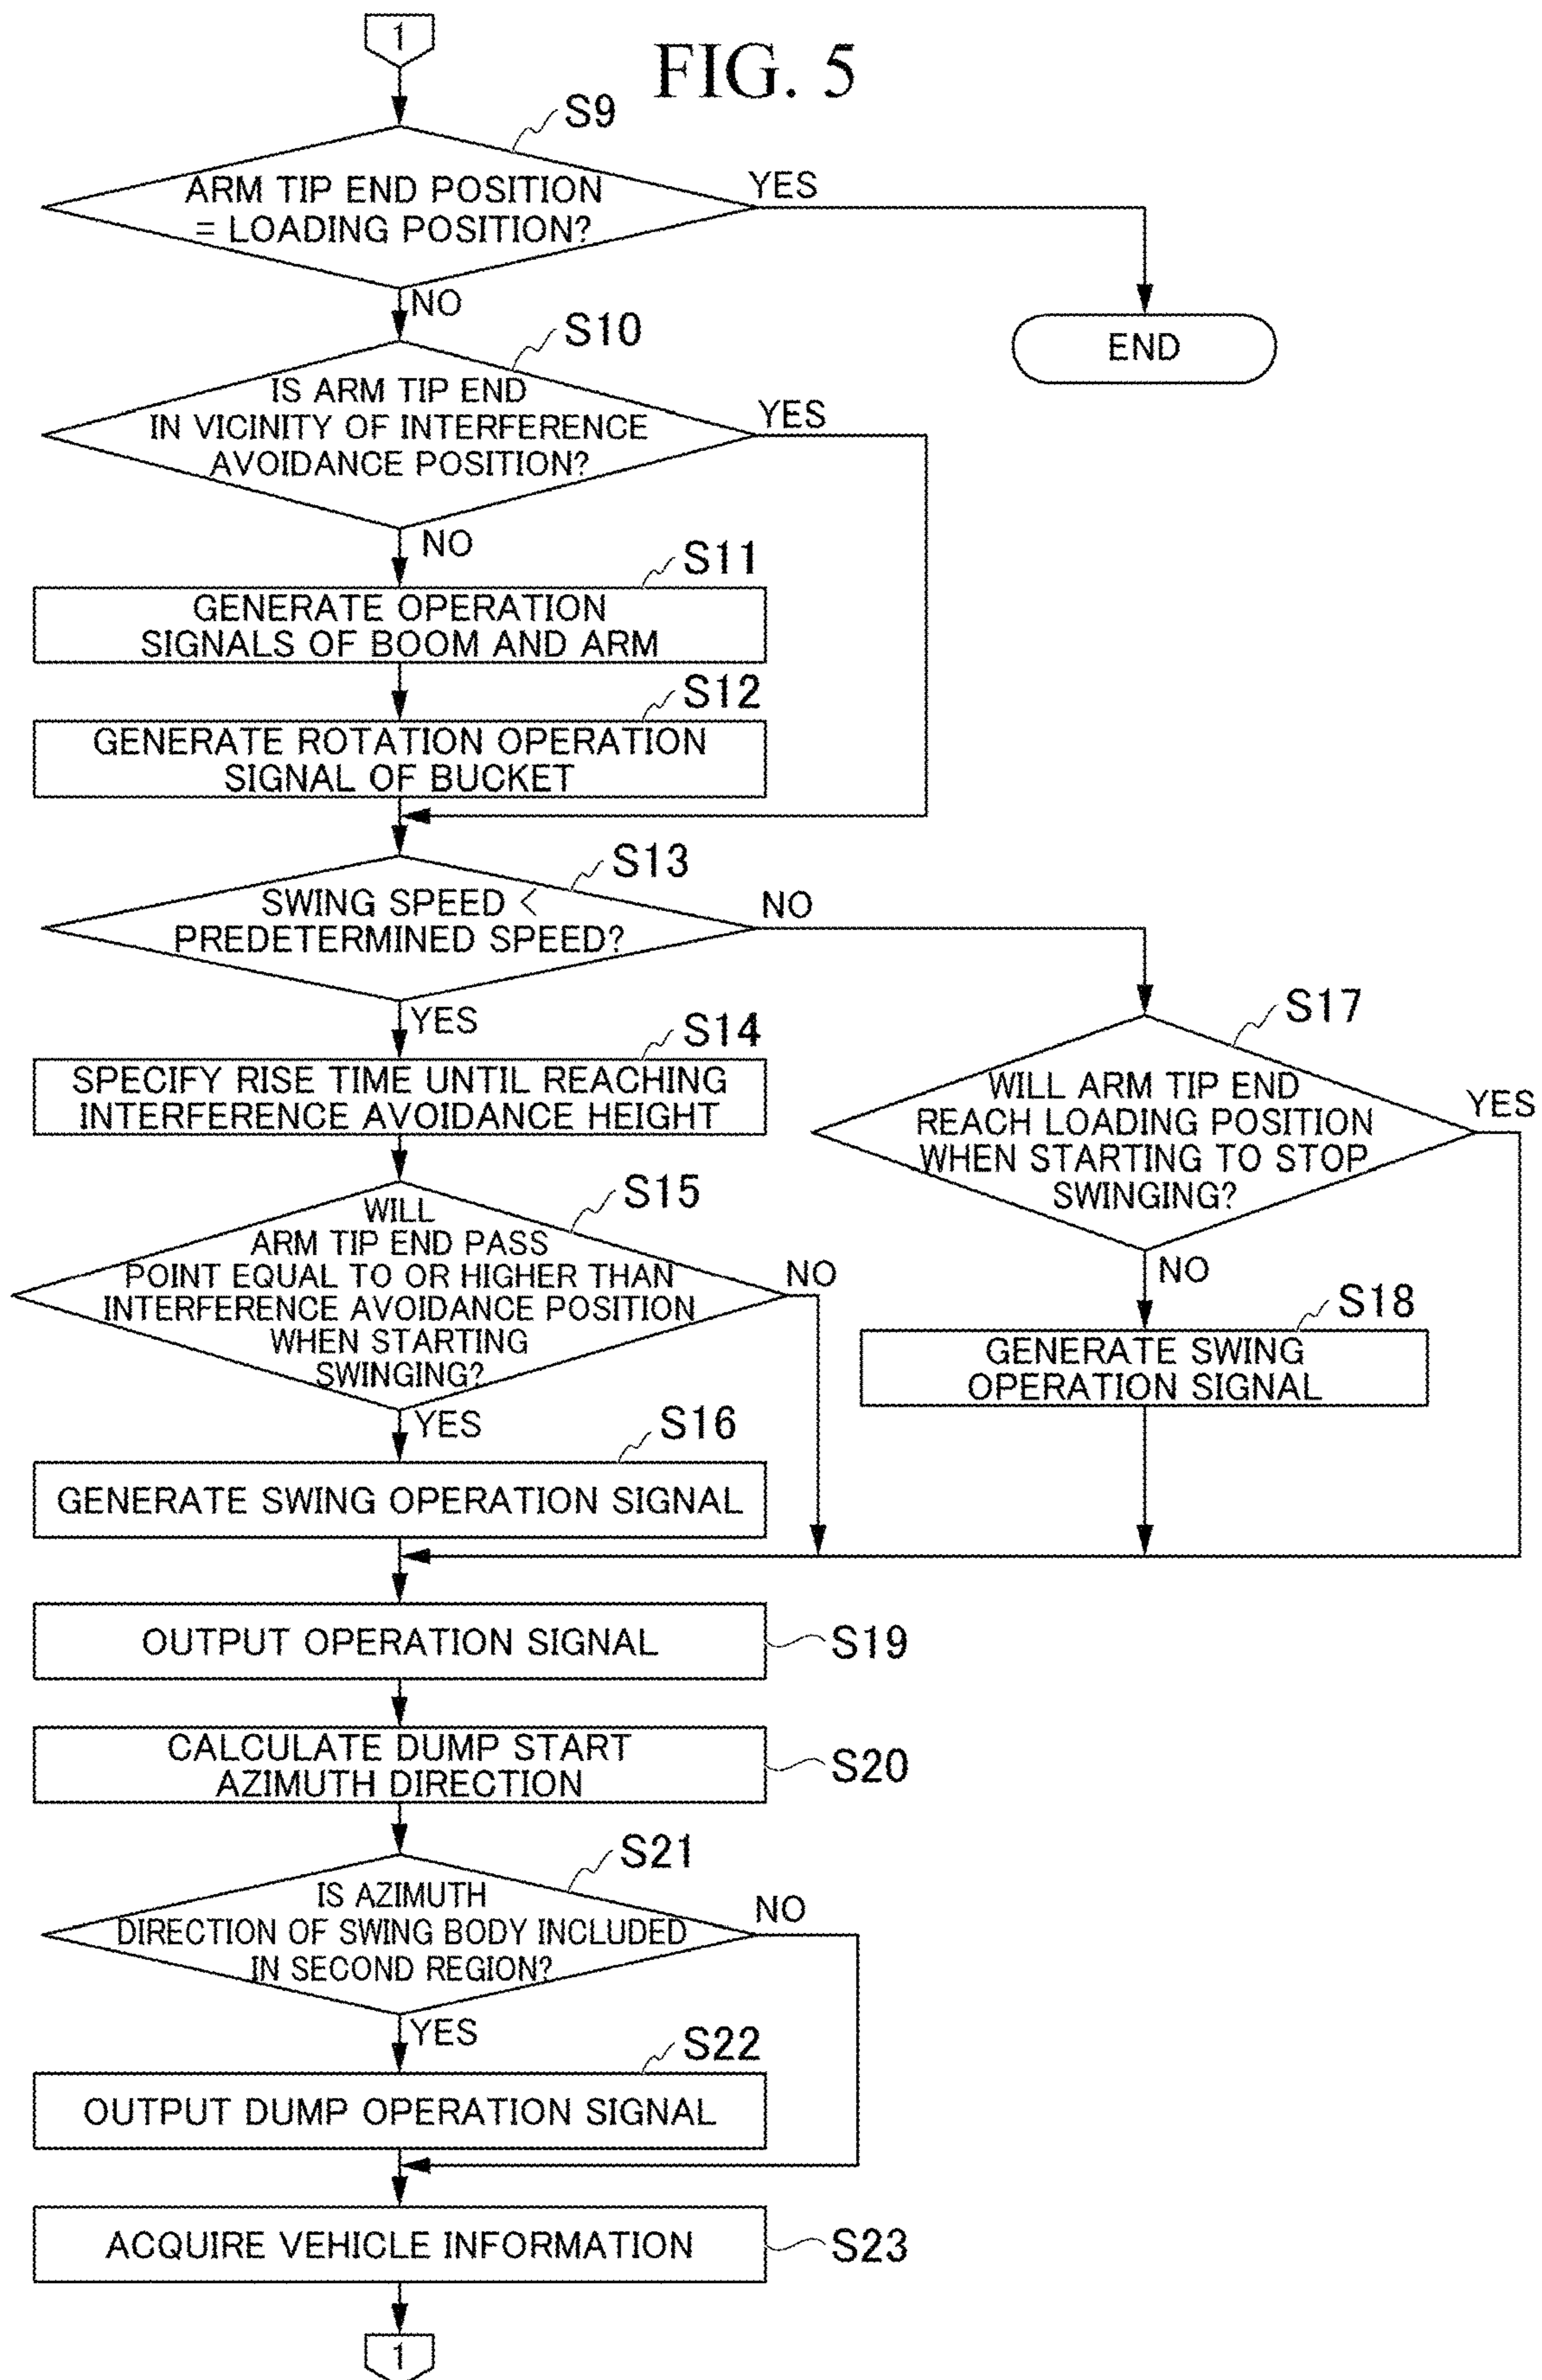 1
FIG. 5
S9
ARM TIP END POSITION
= LOADING POSITION?
YES
NO
END
S10
IS ARM TIP END
IN VICINITY OF INTERFERENCE
AVOIDANCE POSITION?
YES
NO
S11
GENERATE OPERATION
SIGNALS OF BOOM AND ARM
S12
GENERATE ROTATION OPERATION
SIGNAL OF BUCKET
S13
SWING SPEED <
PREDETERMINED SPEED?
NO
YES
S14
SPECIFY RISE TIME UNTIL REACHING
INTERFERENCE AVOIDANCE HEIGHT
S17
WILL ARM TIP END
REACH LOADING POSITION
WHEN STARTING TO STOP
SWINGING?
YES
NO
S15
WILL
ARM TIP END PASS
POINT EQUAL TO OR HIGHER THAN
INTERFERENCE AVOIDANCE POSITION
WHEN STARTING
SWINGING?
NO
YES
S18
GENERATE SWING
OPERATION SIGNAL
S16
GENERATE SWING OPERATION SIGNAL
OUTPUT OPERATION SIGNAL
S19
CALCULATE DUMP START
AZIMUTH DIRECTION
S20
S21
IS AZIMUTH
DIRECTION OF SWING BODY INCLUDED
IN SECOND REGION?
NO
YES
S22
OUTPUT DUMP OPERATION SIGNAL
ACQUIRE VEHICLE INFORMATION
S23
1